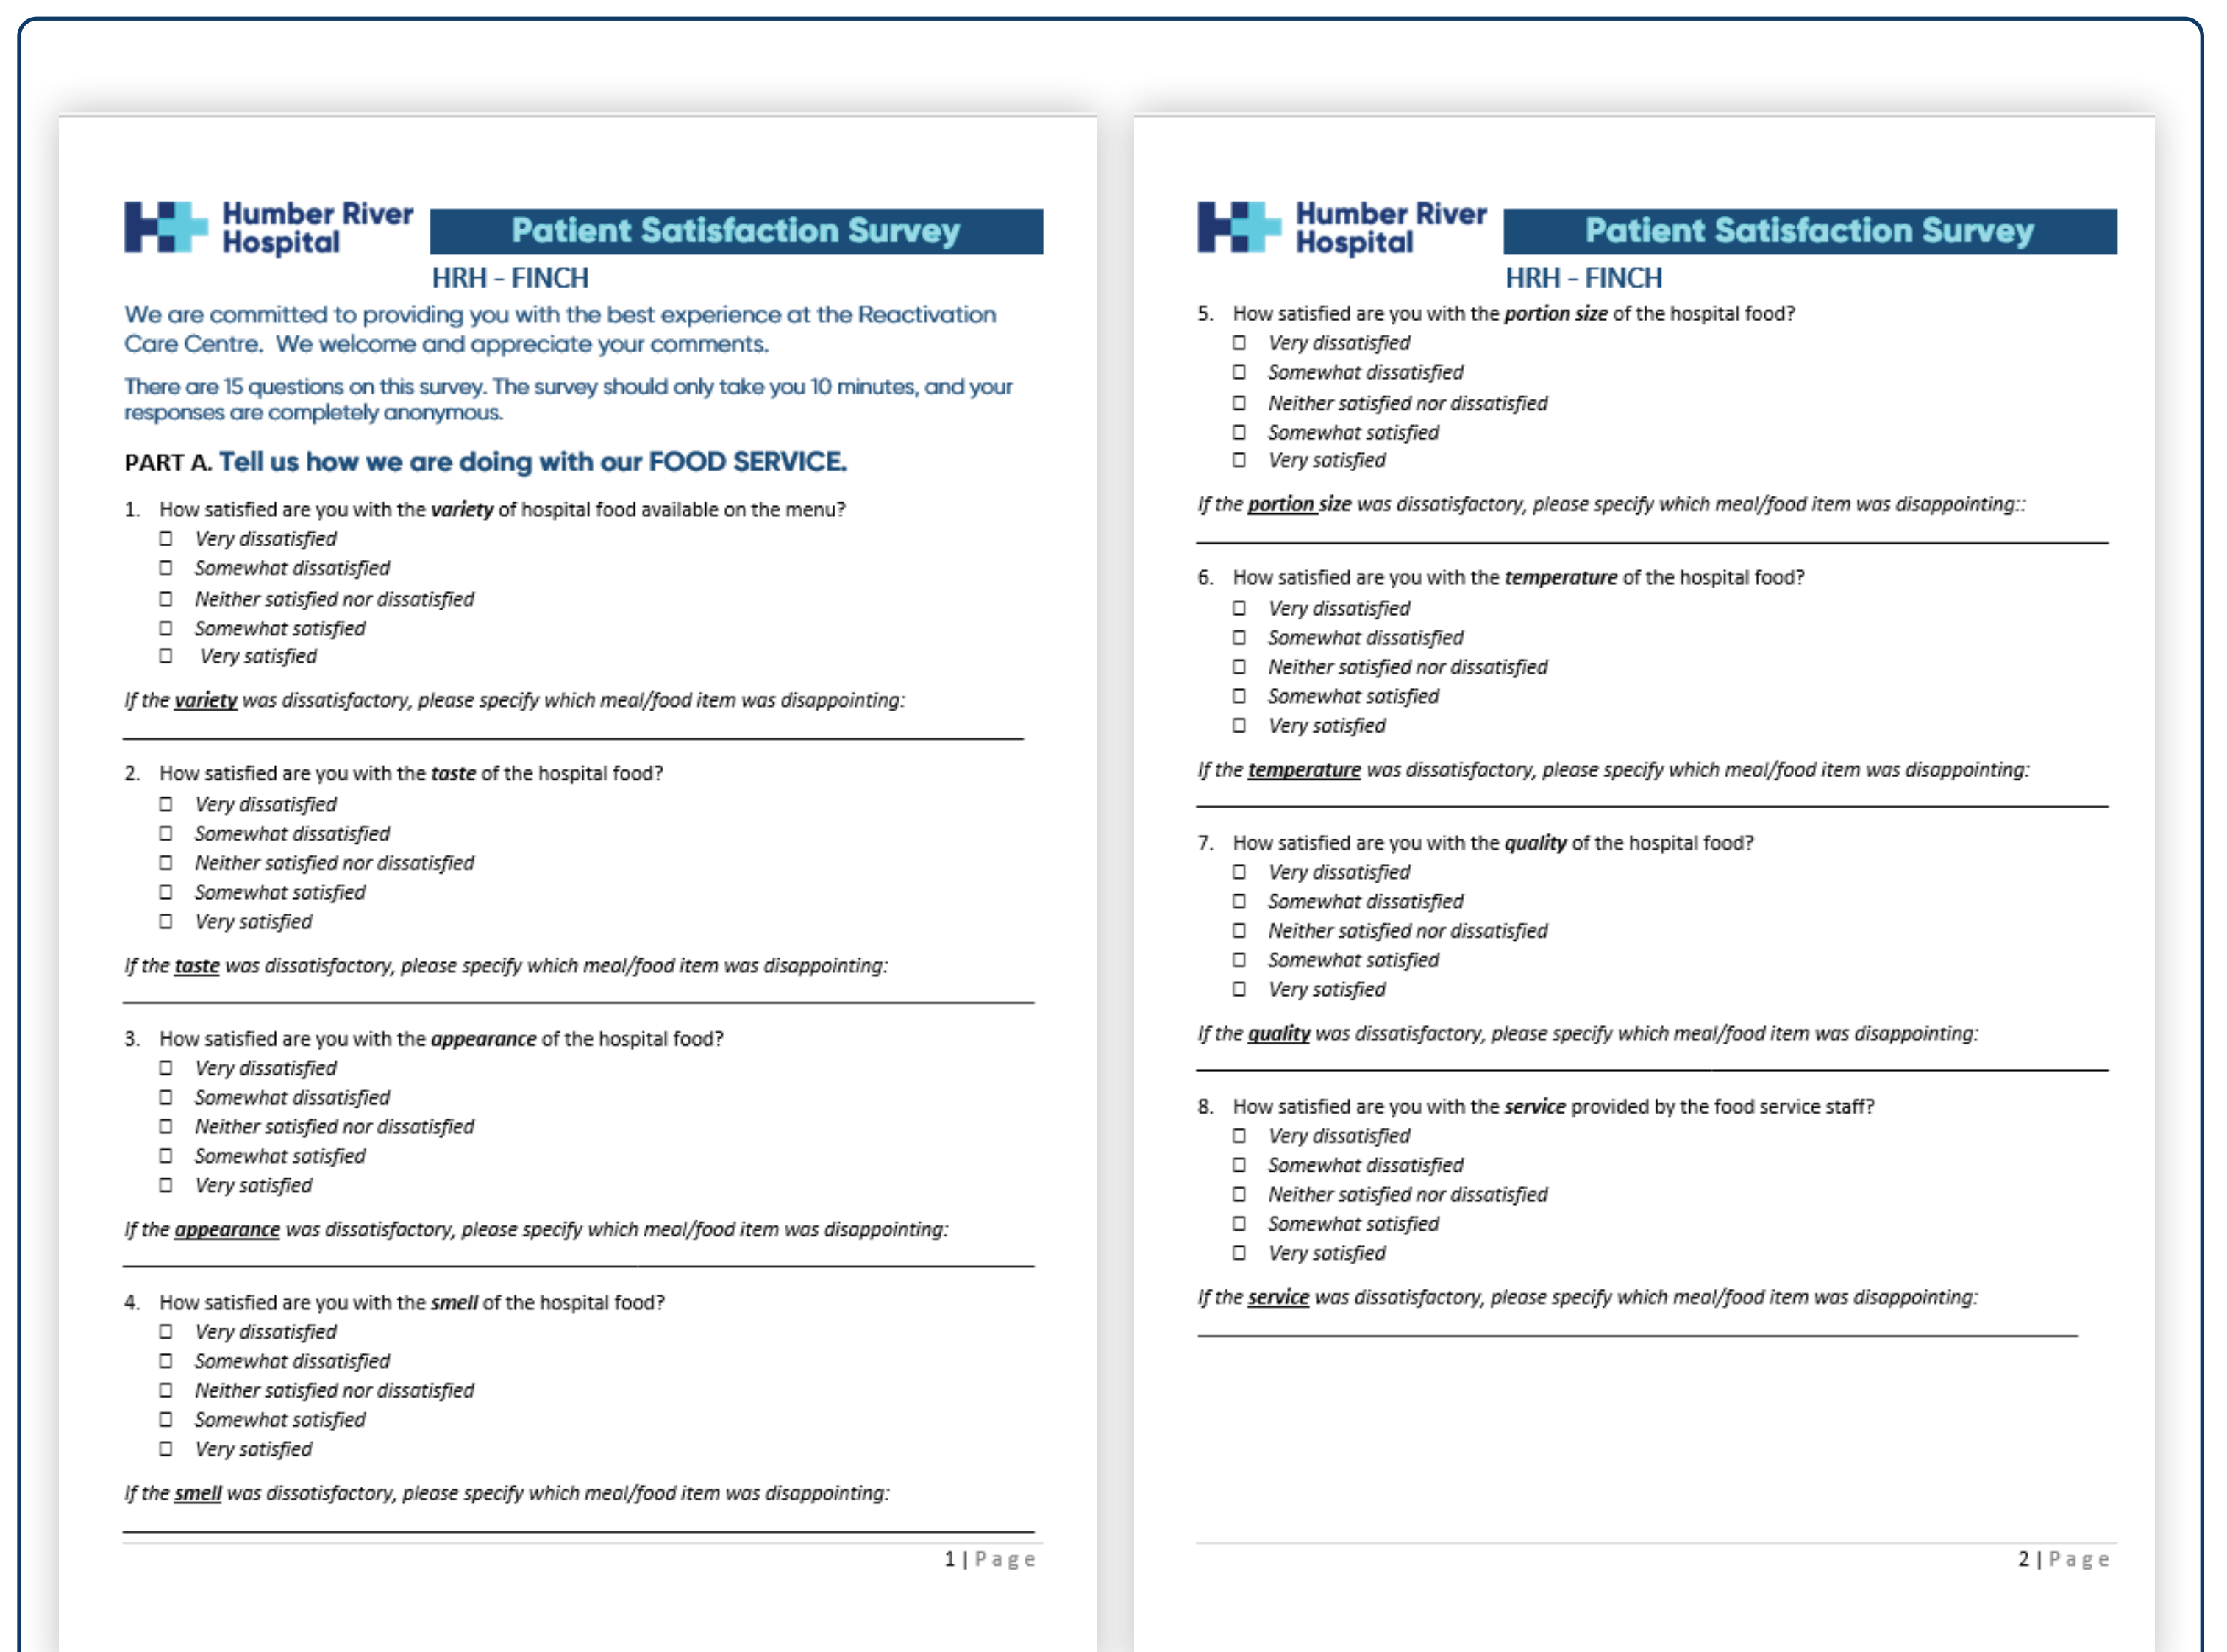 Humber River
Hospital
Patient Satisfaction Survey
HRH - FINCH
We are committed to providing you with the best experience at the Reactivation
Care Centre. We welcome and appreciate your comments.
There are 15 questions on this survey. The survey should only take you 10 minutes, and your
responses are completely anonymous.
PART A. Tell us how we are doing with our FOOD SERVICE.
1. How satisfied are you with the variety of hospital food available on the menu?
☐ Very dissatisfied
☐ Somewhat dissatisfied
☐ Neither satisfied nor dissatisfied
☐ Somewhat satisfied
☐ Very satisfied
If the variety was dissatisfactory, please specify which meal/food item was disappointing:
2. How satisfied are you with the taste of the hospital food?
☐ Very dissatisfied
☐ Somewhat dissatisfied
☐ Neither satisfied nor dissatisfied
☐ Somewhat satisfied
☐ Very satisfied
If the taste was dissatisfactory, please specify which meal/food item was disappointing:
3. How satisfied are you with the appearance of the hospital food?
☐ Very dissatisfied
☐ Somewhat dissatisfied
☐ Neither satisfied nor dissatisfied
☐ Somewhat satisfied
☐ Very satisfied
If the appearance was dissatisfactory, please specify which meal/food item was disappointing:
4. How satisfied are you with the smell of the hospital food?
☐ Very dissatisfied
☐ Somewhat dissatisfied
☐ Neither satisfied nor dissatisfied
☐ Somewhat satisfied
☐ Very satisfied
If the smell was dissatisfactory, please specify which meal/food item was disappointing:
1 | Page
Humber River
Hospital
Patient Satisfaction Survey
HRH - FINCH
5. How satisfied are you with the portion size of the hospital food?
☐ Very dissatisfied
☐ Somewhat dissatisfied
☐ Neither satisfied nor dissatisfied
☐ Somewhat satisfied
☐ Very satisfied
If the portion size was dissatisfactory, please specify which meal/food item was disappointing::
6. How satisfied are you with the temperature of the hospital food?
☐ Very dissatisfied
☐ Somewhat dissatisfied
☐ Neither satisfied nor dissatisfied
☐ Somewhat satisfied
☐ Very satisfied
If the temperature was dissatisfactory, please specify which meal/food item was disappointing:
7. How satisfied are you with the quality of the hospital food?
☐ Very dissatisfied
☐ Somewhat dissatisfied
☐ Neither satisfied nor dissatisfied
☐ Somewhat satisfied
☐ Very satisfied
If the quality was dissatisfactory, please specify which meal/food item was disappointing:
8. How satisfied are you with the service provided by the food service staff?
☐ Very dissatisfied
☐ Somewhat dissatisfied
☐ Neither satisfied nor dissatisfied
☐ Somewhat satisfied
☐ Very satisfied
If the service was dissatisfactory, please specify which meal/food item was disappointing:
2 | Page